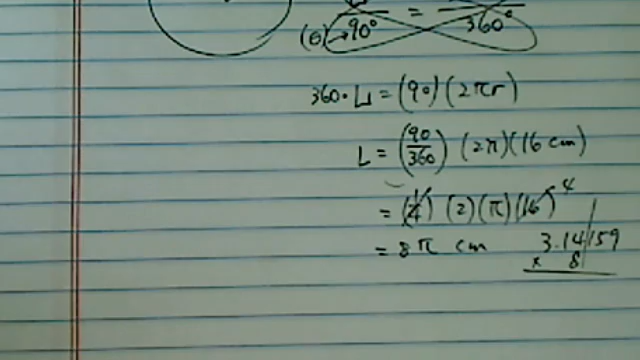 (θ)→ 90° = 360°
360 · L = (90)(2πr)
L = (90/360) (2π)(16 cm)
= (1/4) (2)(π)(16) 4
= 8π cm
3.14159
× 8